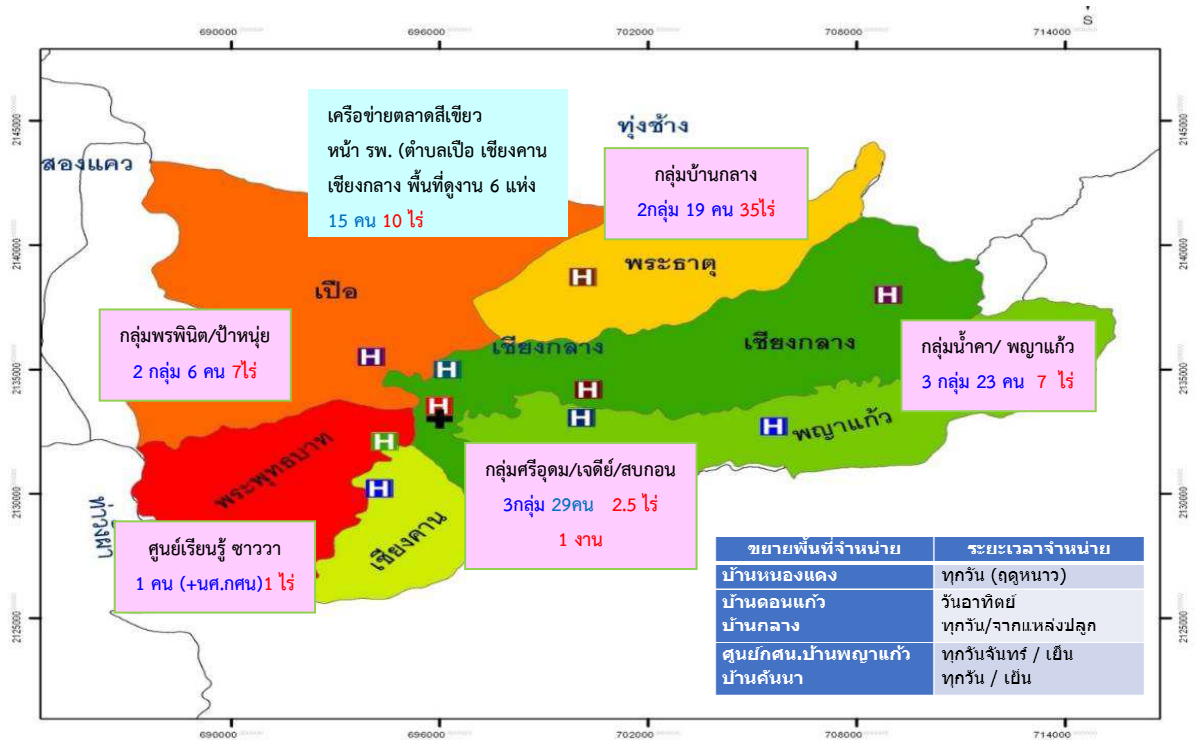 S
690000 696000 702000 708000 714000
2145000 2140000 2135000 2130000 2125000
2145000 2140000 2135000 2130000 2125000
สองแคว
ทุ่งช้าง
เครือข่ายตลาดสีเขียว
หน้า รพ. (ตำบลเปือ เชียงคาน
เชียงกลาง พื้นที่ดูงาน 6 แห่ง
15 คน 10 ไร่
กลุ่มบ้านกลาง
2กลุ่ม 19 คน 35ไร่
พระธาตุ
เปือ
H
H
กลุ่มพรพินิต/ป้าหนุ่ย
2 กลุ่ม 6 คน 7ไร่
เชียงกลาง
เชียงกลาง
กลุ่มน้ำคา/ พญาแก้ว
3 กลุ่ม 23 คน 7 ไร่
H
H
H
H
H
H
พญาแก้ว
H
พระพุทธบาท
H
กลุ่มศรีอุดม/เจดีย์/สบกอน
3กลุ่ม 29คน 2.5 ไร่
1 งาน
เชียงคาน
ท่าวังผา
ศูนย์เรียนรู้ ชาววา
1 คน (+นศ.กศน)1 ไร่
ขยายพื้นที่จำหน่าย ระยะเวลาจำหน่าย
บ้านหนองแดง ทุกวัน (ฤดูหนาว)
บ้านดอนแก้ว วันอาทิตย์
บ้านกลาง ทุกวัน/จากแหล่งปลูก
ศูนย์กศน.บ้านพญาแก้ว ทุกวันจันทร์ / เย็น
บ้านคันนา ทุกวัน / เย็น
690000 696000 702000 708000 714000